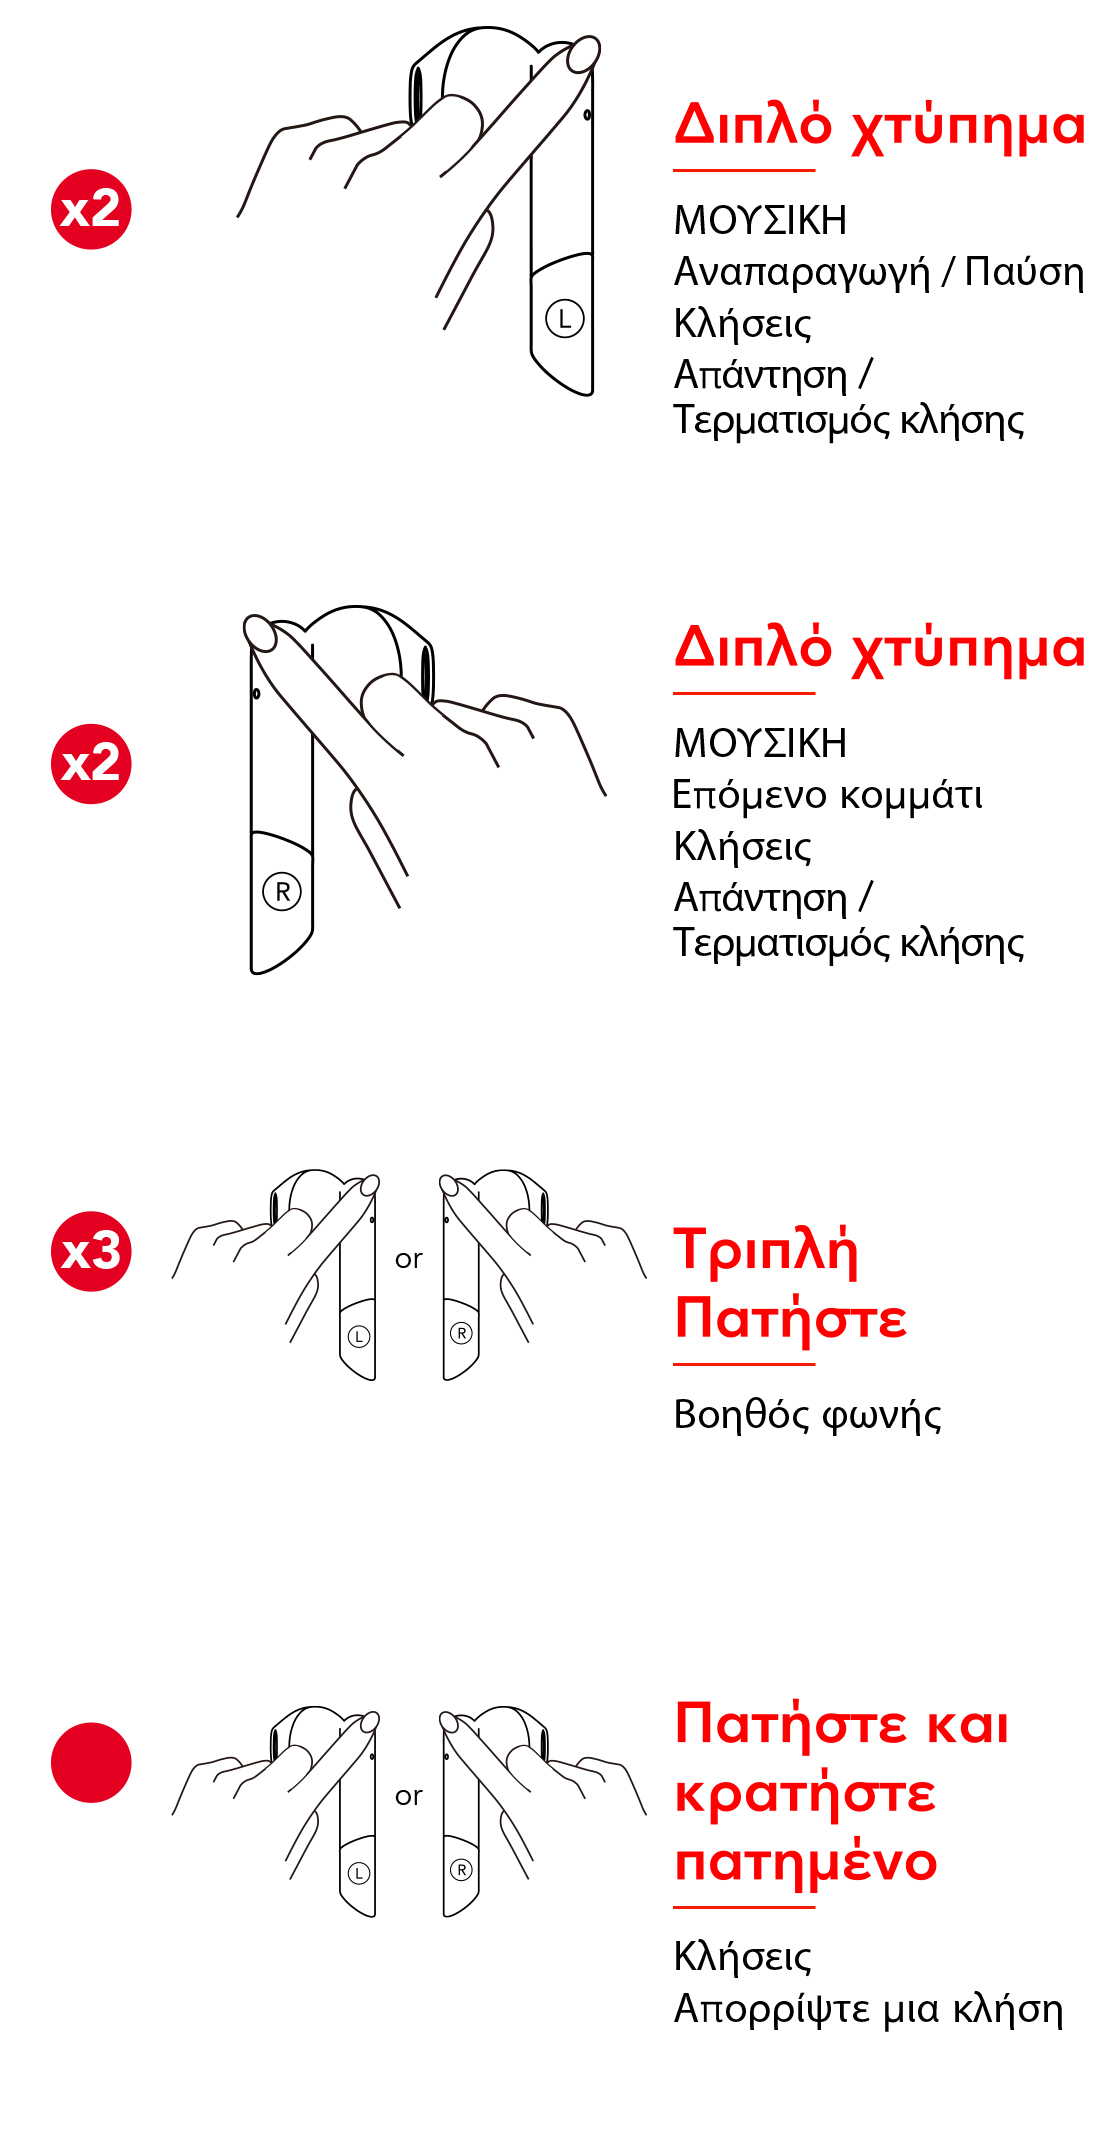 x2
Διπλό χτύπημα
ΜΟΥΣΙΚΗ
Αναπαραγωγή / Παύση
Κλήσεις
Απάντηση /
Τερματισμός κλήσης
L
x2
Διπλό χτύπημα
ΜΟΥΣΙΚΗ
Επόμενο κομμάτι
Κλήσεις
Απάντηση /
Τερματισμός κλήσης
R
x3
L
or
R
Τριπλή
Πατήστε
Βοηθός φωνής
L
or
R
Πατήστε και
κρατήστε
πατημένο
Κλήσεις
Απορρίψτε μια κλήση